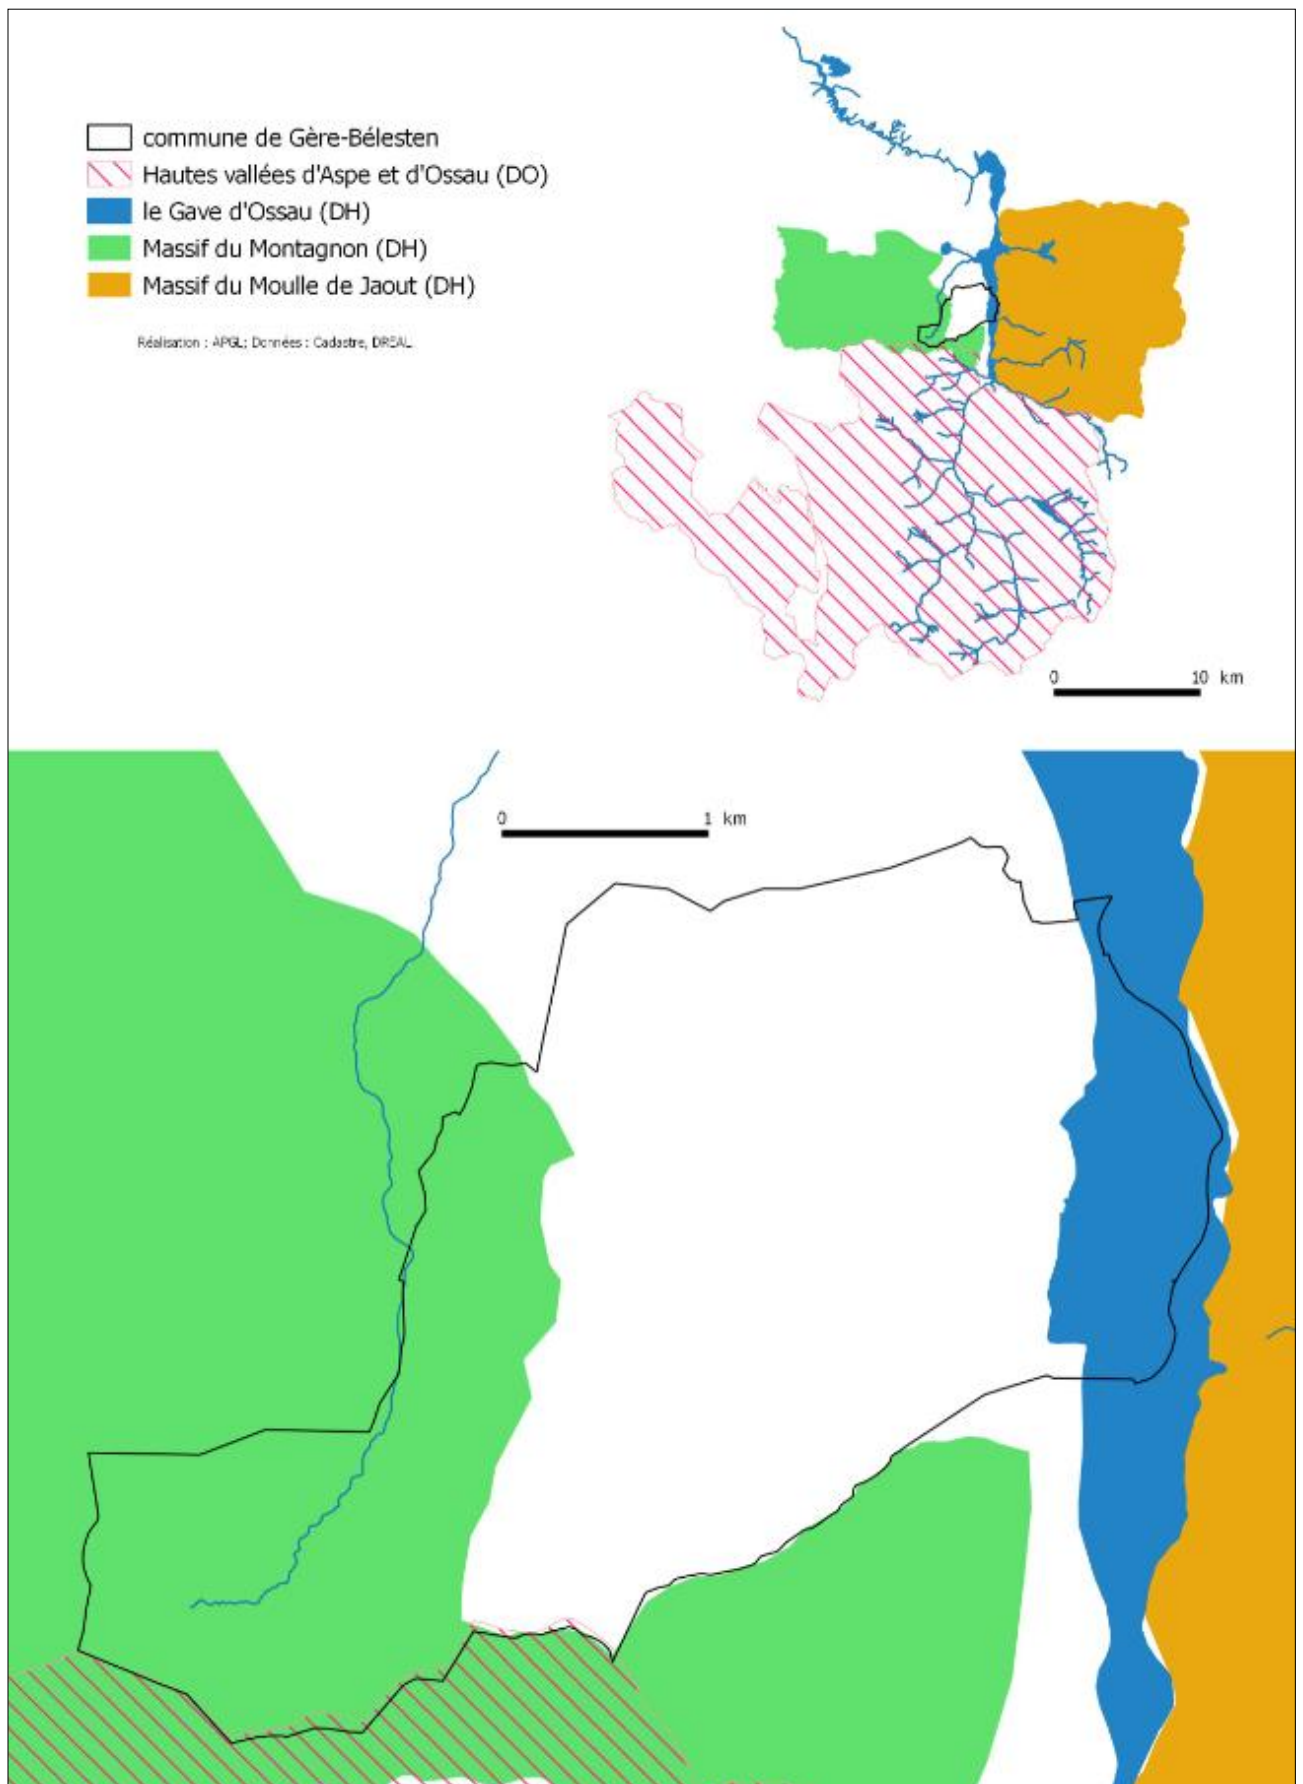 commune de Gère-Bélesten
Hautes vallées d'Aspe et d'Ossau (DO)
le Gave d'Ossau (DH)
Massif du Montagnon (DH)
Massif du Moulle de Jaout (DH)
Réalisation : APGL; Données : Cadastre, DREAL
0 10 km
0 1 km